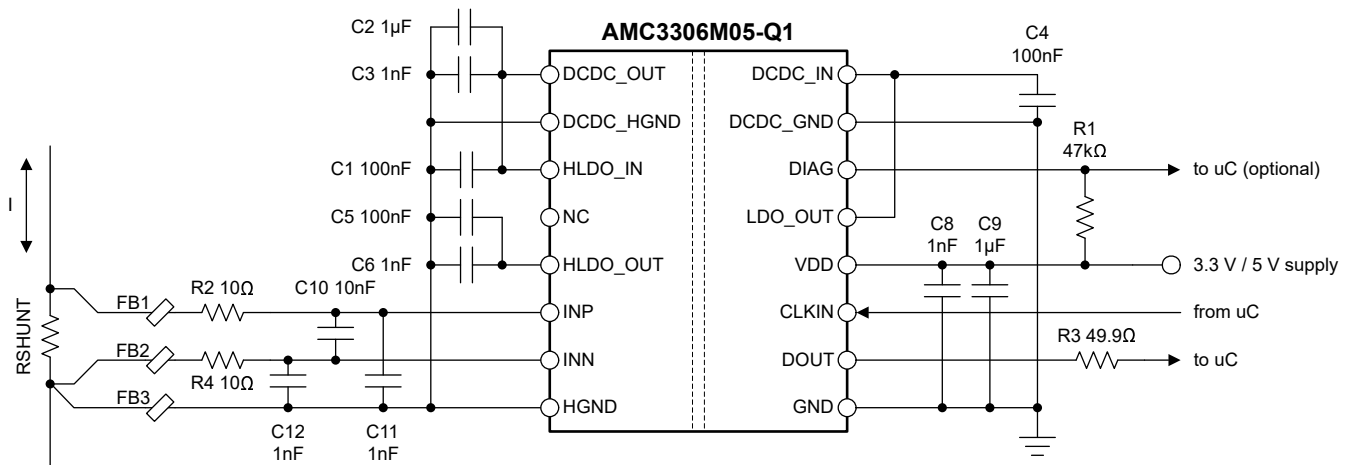 AMC3306M05-Q1
C2 1µF
C3 1nF
C1 100nF
C5 100nF
C6 1nF
DCDC_OUT
DCDC_HGND
HLDO_IN
NC
HLDO_OUT
INP
INN
HGND
DCDC_IN
DCDC_GND
DIAG
LDO_OUT
VDD
CLKIN
DOUT
GND
C4
100nF
R1
47kΩ
to uC (optional)
C8
1nF
C9
1µF
3.3 V / 5 V supply
from uC
R3 49.9Ω
to uC
I
RSHUNT
FB1
R2 10Ω
C10 10nF
FB2
R4 10Ω
FB3
C12
1nF
C11
1nF